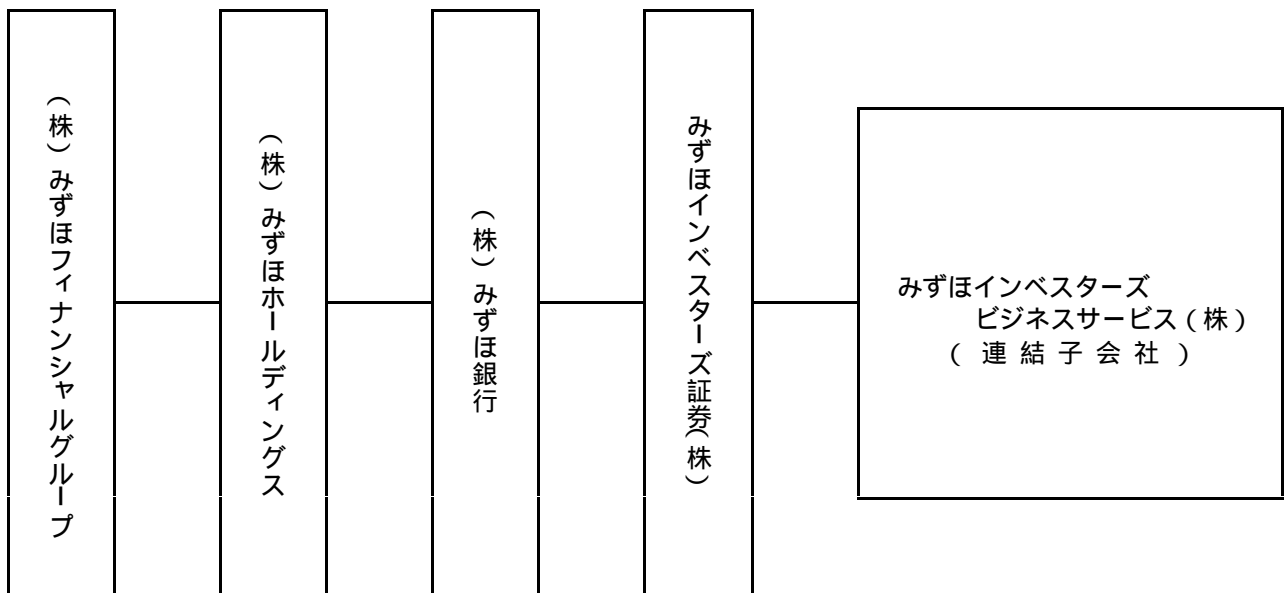 (株)みずほフィナンシャルグループ
(株)みずほホールディングス
(株)みずほ銀行
みずほインベスターズ証券(株)
みずほインベスターズ
ビジネスサービス(株)
(連結子会社)